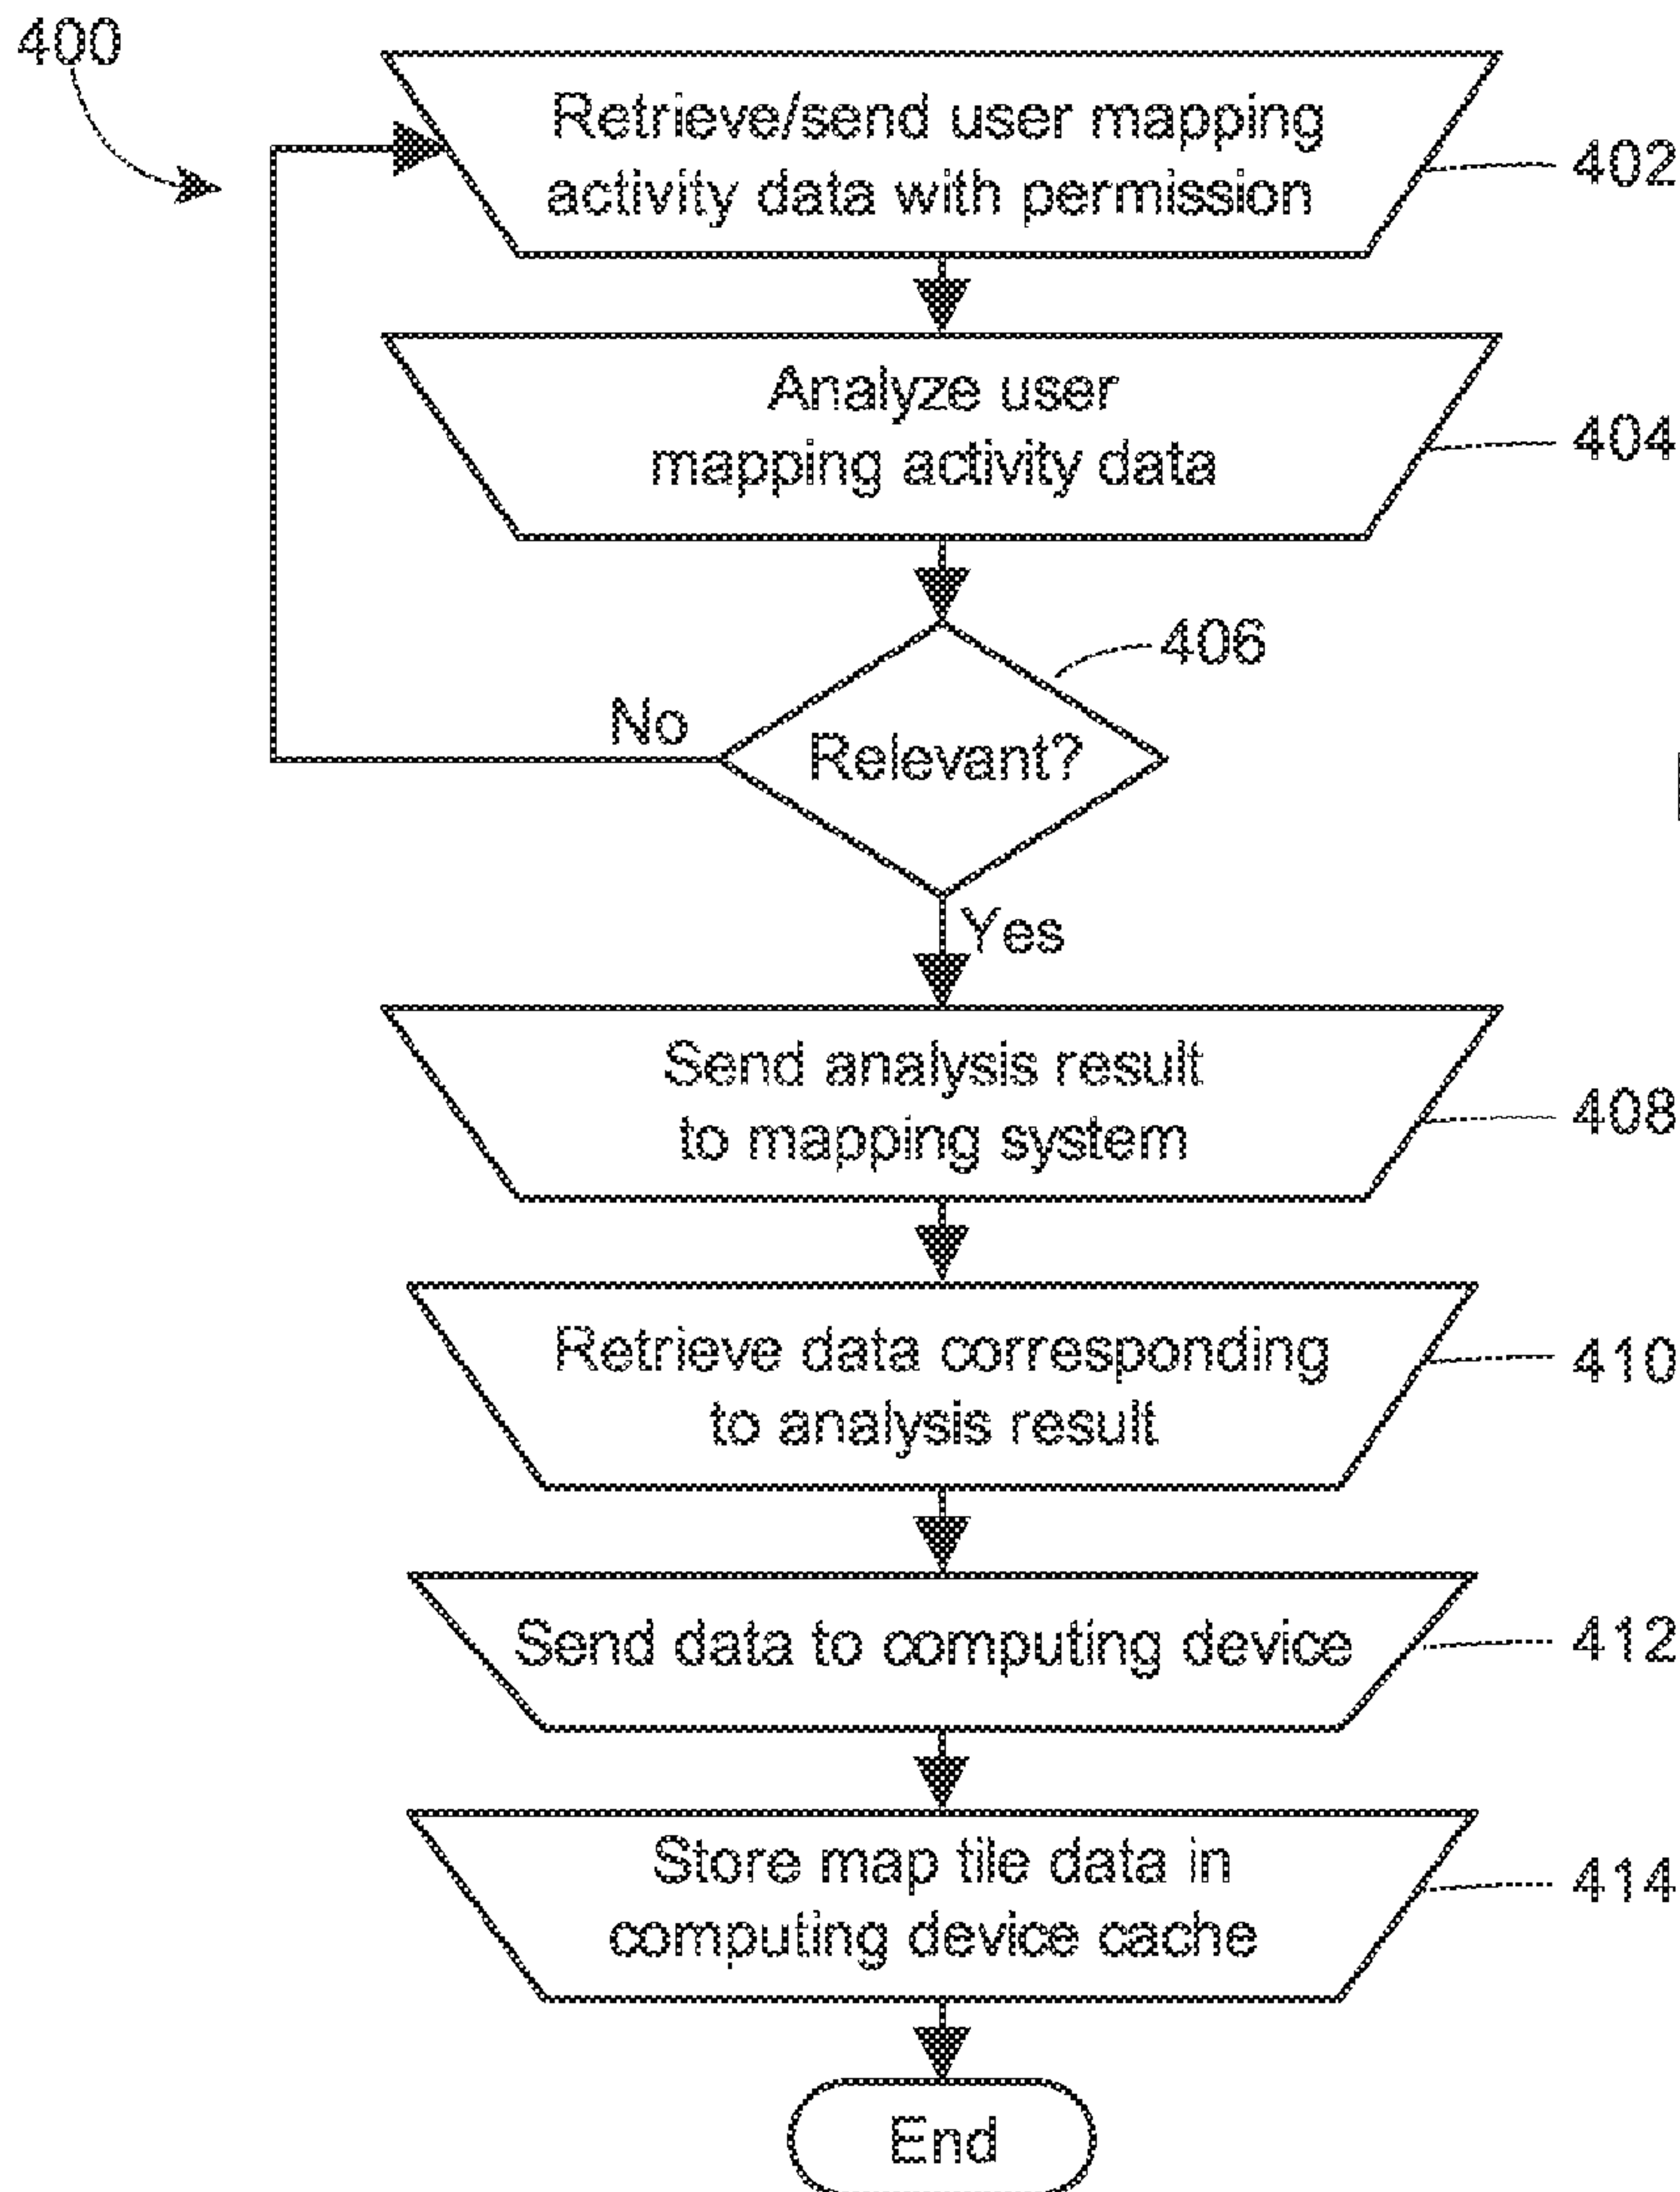 400
Retrieve/send user mapping
activity data with permission
402
Analyze user
mapping activity data
404
406
Relevant?
No
Yes
Send analysis result
to mapping system
408
Retrieve data corresponding
to analysis result
410
Send data to computing device
412
Store map tile data in
computing device cache
414
End